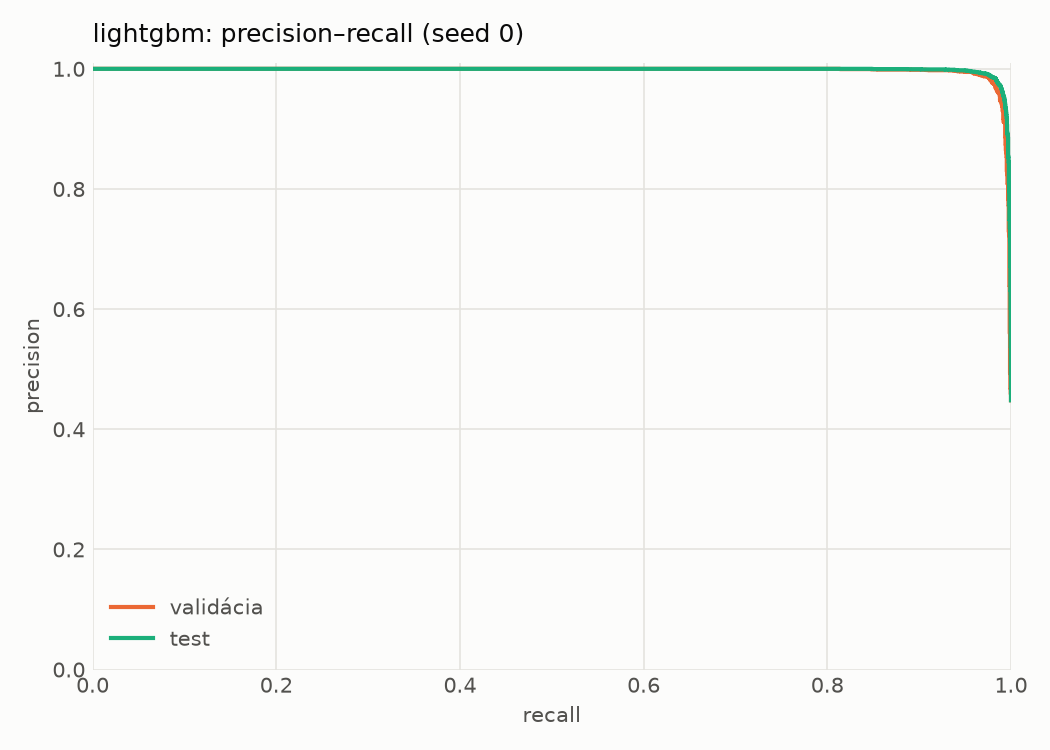 lightgbm: precision–recall (seed 0)
1.0
0.8
0.6
0.4
0.2
0.0
precision
validácia
test
0.0 0.2 0.4 0.6 0.8 1.0
recall